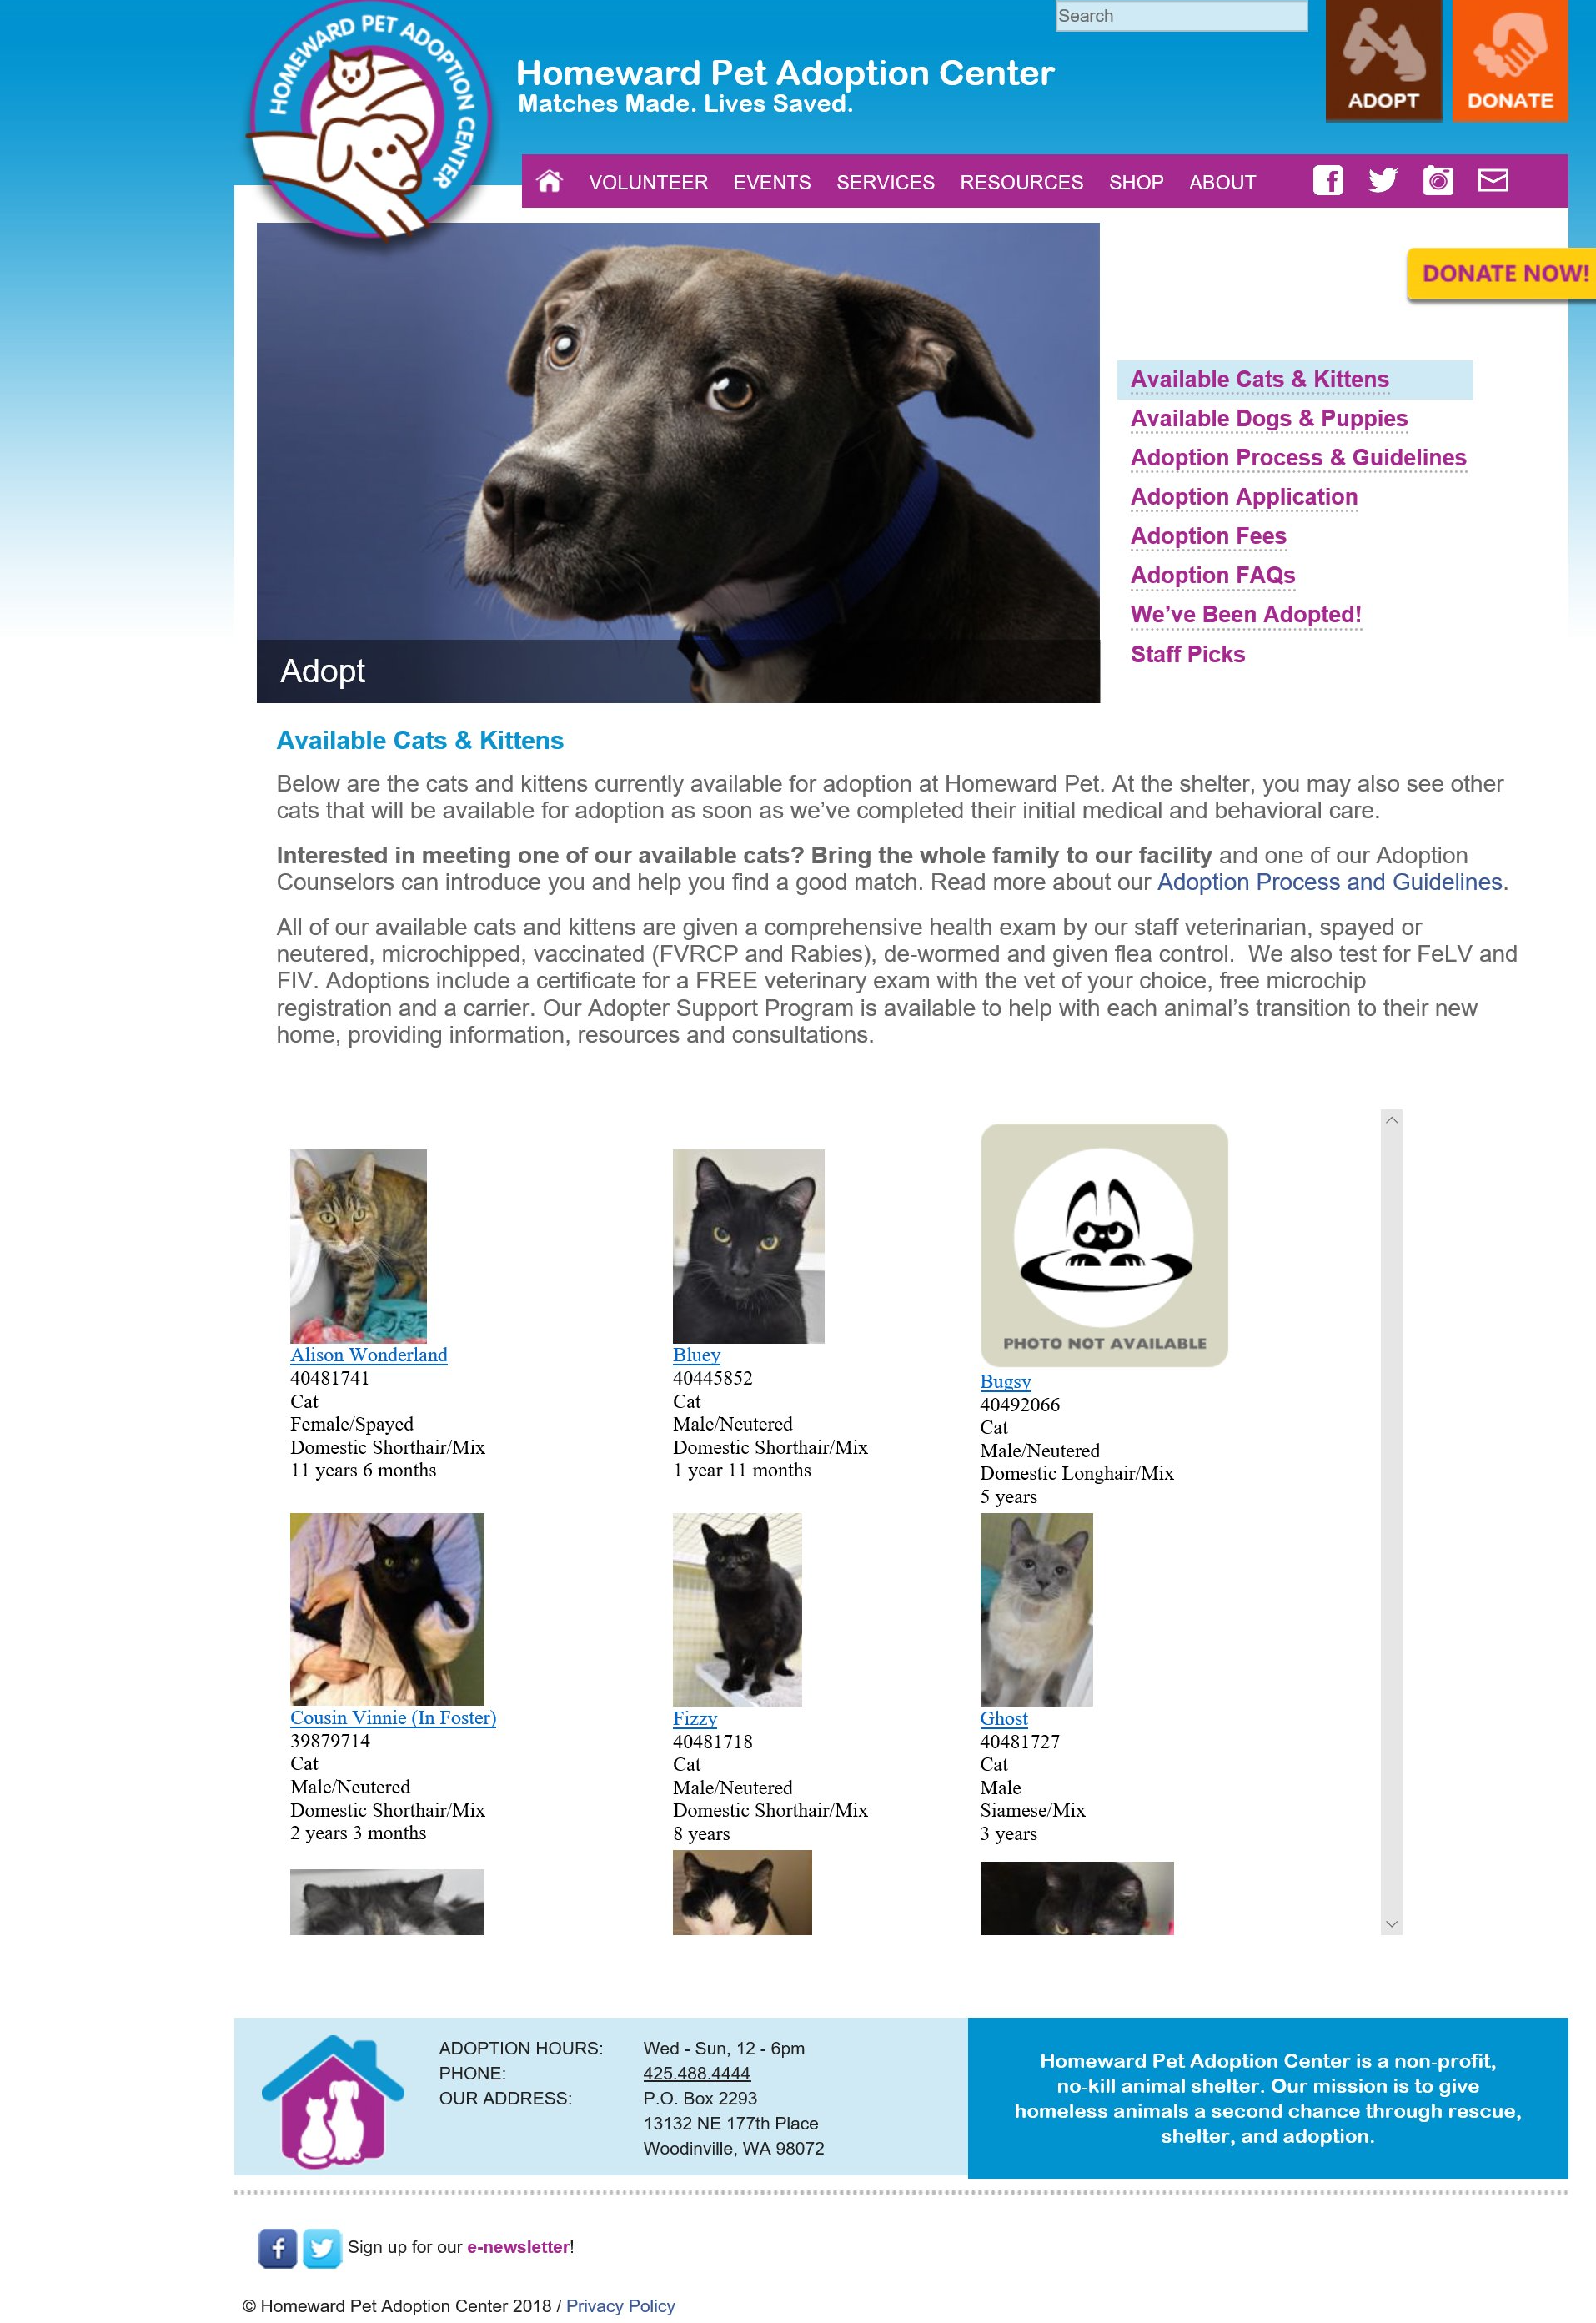 HOMEWARD PET ADOPTION CENTER
Homeward Pet Adoption Center
Matches Made. Lives Saved.
Search
ADOPT
DONATE
VOLUNTEER EVENTS SERVICES RESOURCES SHOP ABOUT
DONATE NOW!
Available Cats & Kittens
Available Dogs & Puppies
Adoption Process & Guidelines
Adoption Application
Adoption Fees
Adoption FAQs
We’ve Been Adopted!
Staff Picks
Adopt
Available Cats & Kittens
Below are the cats and kittens currently available for adoption at Homeward Pet. At the shelter, you may also see other
cats that will be available for adoption as soon as we’ve completed their initial medical and behavioral care.
Interested in meeting one of our available cats? Bring the whole family to our facility and one of our Adoption
Counselors can introduce you and help you find a good match. Read more about our Adoption Process and Guidelines.
All of our available cats and kittens are given a comprehensive health exam by our staff veterinarian, spayed or
neutered, microchipped, vaccinated (FVRCP and Rabies), de-wormed and given flea control. We also test for FeLV and
FIV. Adoptions include a certificate for a FREE veterinary exam with the vet of your choice, free microchip
registration and a carrier. Our Adopter Support Program is available to help with each animal’s transition to their new
home, providing information, resources and consultations.
Alison Wonderland
40481741
Cat
Female/Spayed
Domestic Shorthair/Mix
11 years 6 months
Bluey
40445852
Cat
Male/Neutered
Domestic Shorthair/Mix
1 year 11 months
PHOTO NOT AVAILABLE
Bugsy
40492066
Cat
Male/Neutered
Domestic Longhair/Mix
5 years
Cousin Vinnie (In Foster)
39879714
Cat
Male/Neutered
Domestic Shorthair/Mix
2 years 3 months
Fizzy
40481718
Cat
Male/Neutered
Domestic Shorthair/Mix
8 years
Ghost
40481727
Cat
Male
Siamese/Mix
3 years
ADOPTION HOURS: Wed - Sun, 12 - 6pm
PHONE: 425.488.4444
OUR ADDRESS: P.O. Box 2293
13132 NE 177th Place
Woodinville, WA 98072
Homeward Pet Adoption Center is a non-profit,
no-kill animal shelter. Our mission is to give
homeless animals a second chance through rescue,
shelter, and adoption.
Sign up for our e-newsletter!
© Homeward Pet Adoption Center 2018 / Privacy Policy